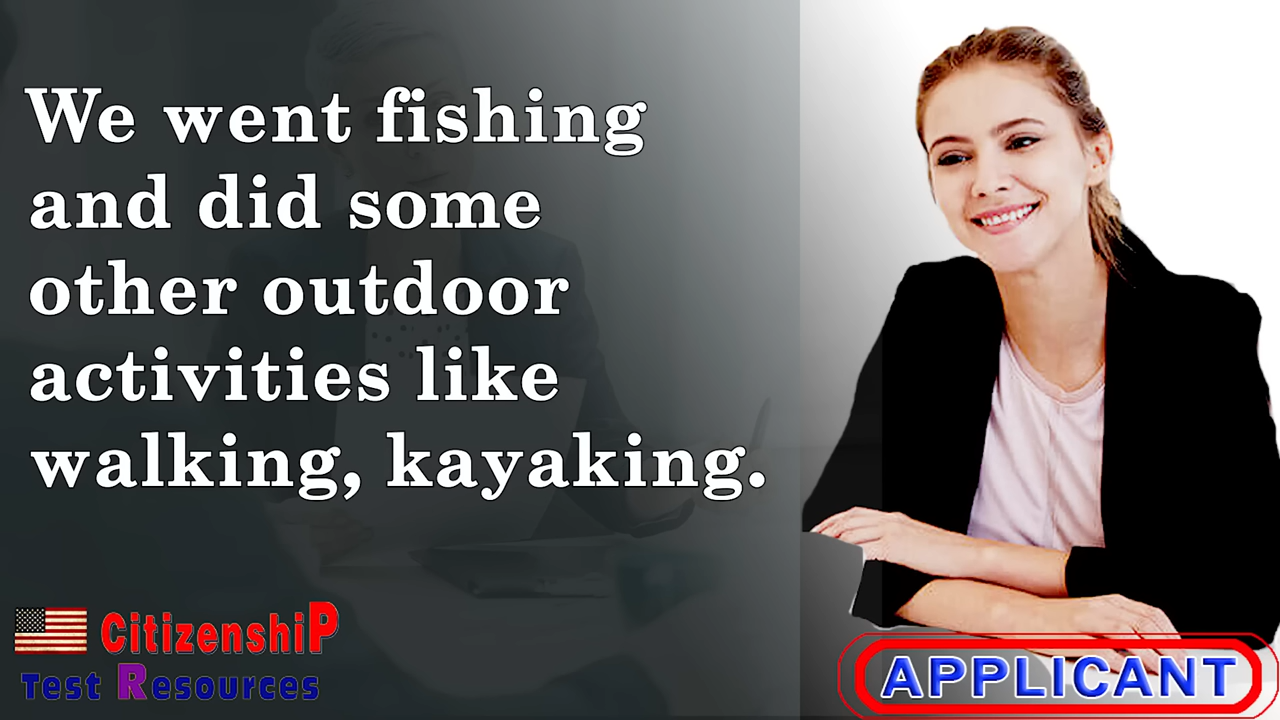 We went fishing
and did some
other outdoor
activities like
walking, kayaking.
CitizenshiP
Test Resources
APPLICANT